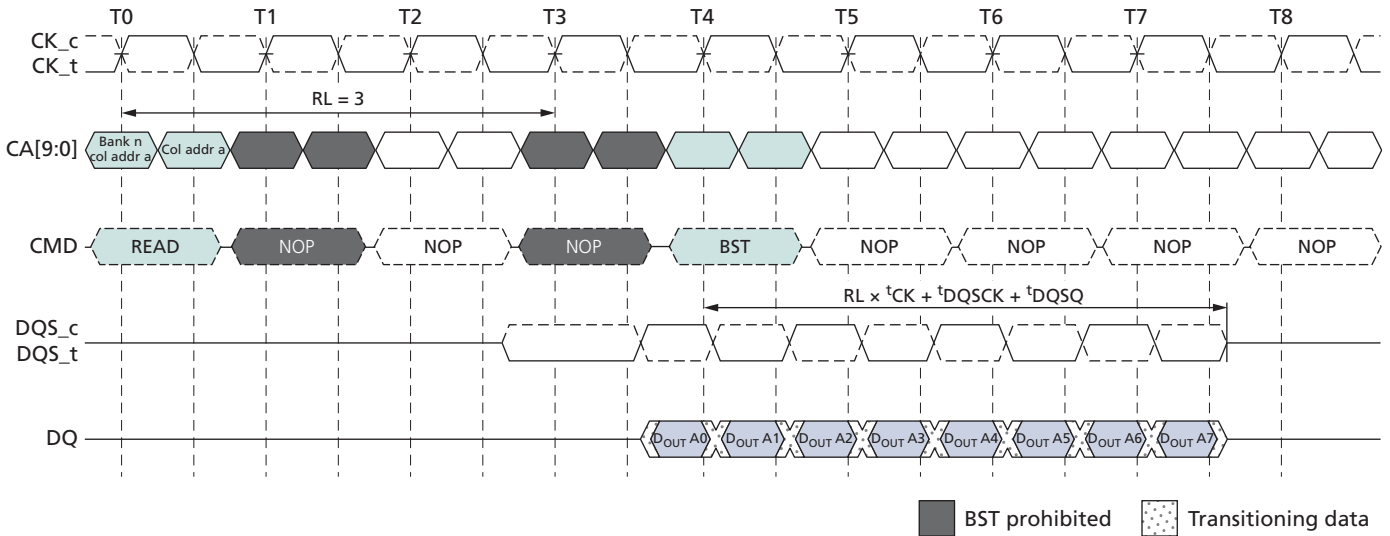 T0 T1 T2 T3 T4 T5 T6 T7 T8
CK_c
CK_t
RL = 3
CA[9:0] Bank n
col addr a Col addr a
CMD READ NOP NOP NOP BST NOP NOP NOP NOP
RL × tCK + tDQSCK + tDQSQ
DQS_c
DQS_t
DQ DOUT A0 DOUT A1 DOUT A2 DOUT A3 DOUT A4 DOUT A5 DOUT A6 DOUT A7
BST prohibited Transitioning data